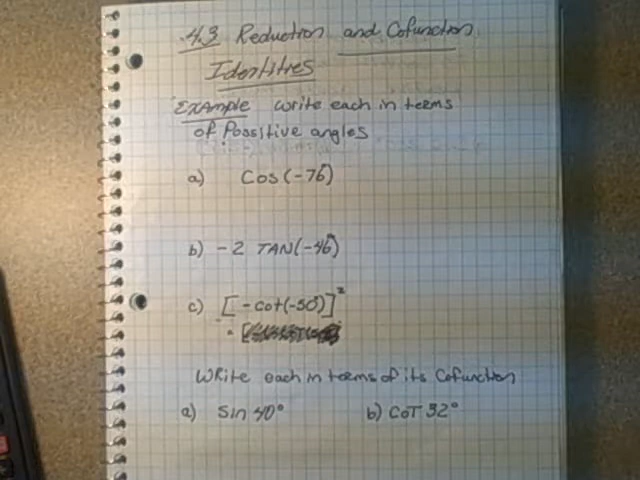 4.3 Reduction and Cofunction
Identities
Example Write each in terms
of Possitive angles
a) Cos(-76°)
b) -2 TAN(-46°)
c) [-cot(-50°)]²
Write each in terms of its Cofunction
a) Sin 40° b) COT 32°